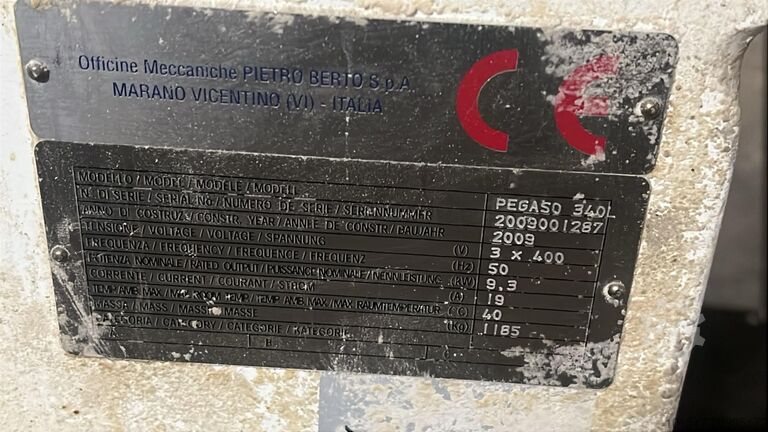 Officine Meccaniche PIETRO BERTO S.p.A.
MARANO VICENTINO (VI) - ITALIA
CE
MODELLO / MODEL / MODELE / MODELL PEGASO 340L
N. DI SERIE / SERIAL NO / NUMERO DE SERIE / SERIANNUMMER 2009001287
ANNO DI COSTRUZ / CONSTR. YEAR / ANNÉE DE CONSTR / BAUJAHR 2009
TENSIONE / VOLTAGE / VOLTAGE / SPANNUNG (V) 3 x 400
FREQUENZA / FREQUENCY / FREQUENCE / FREQUENZ (HZ) 50
POTENZA NOMINALE / RATED OUTPUT / PUISSANCE NOMINALE / NENNLEISTUNG (KW) 9.3
CORRENTE / CURRENT / COURANT / STROM (A) 19
TEMP. AMB. MAX / MAX. ROOM TEMP. / TEMP. AMB. MAX / MAX. RAUMTEMPERATUR (°C) 40
MASSA / MASS / MASSE / MASSE (KG) 1185
CATEGORIA / CATEGORY / CATEGORIE / KATEGORIE
B